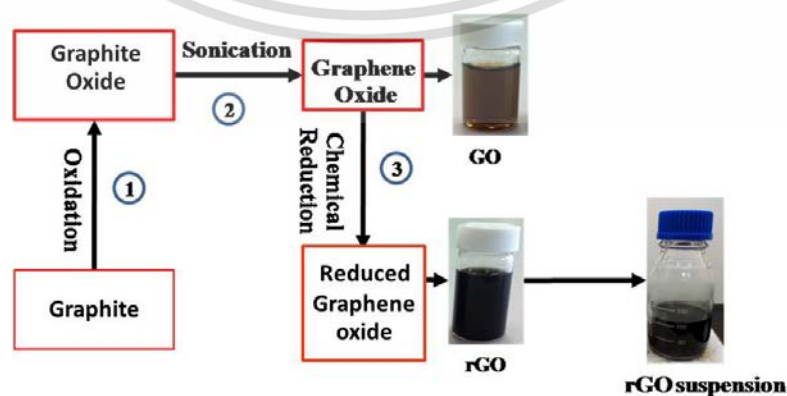 Graphite
Oxide
Sonication
2
Graphene
Oxide
GO
Oxidation
1
Chemical
Reduction
3
Graphite
Reduced
Graphene
oxide
rGO
rGO suspension